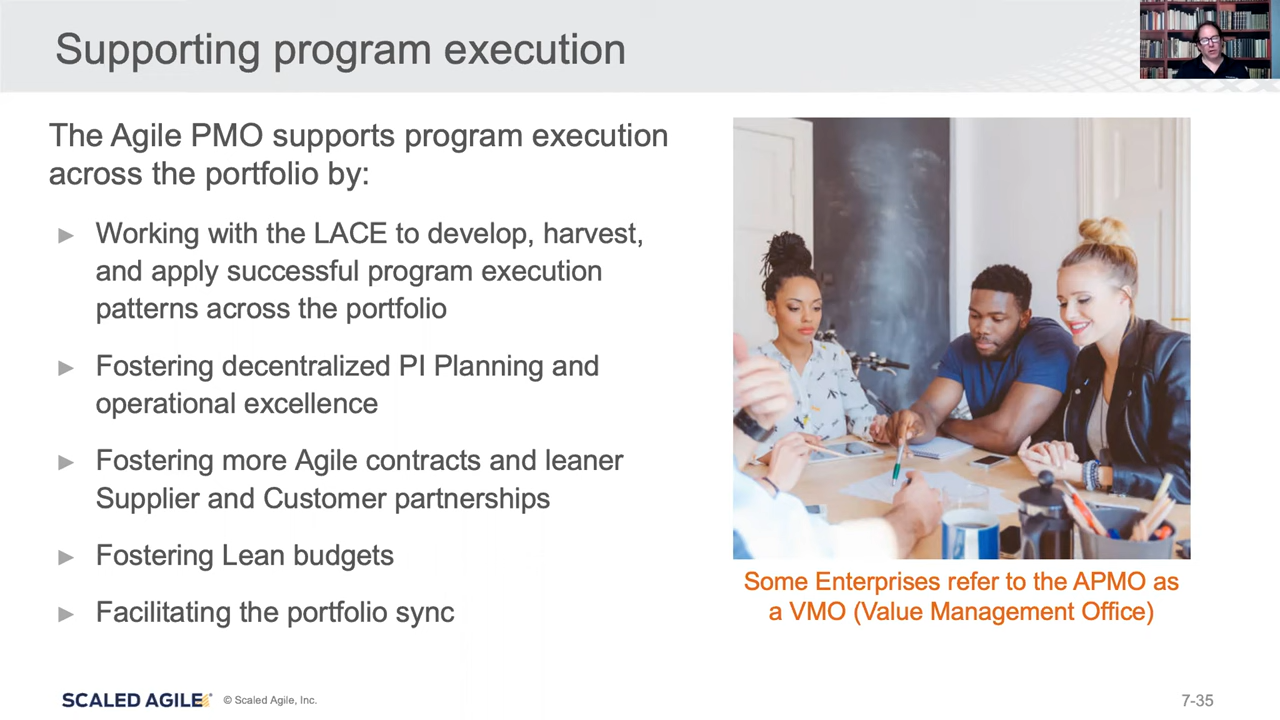 Supporting program execution
The Agile PMO supports program execution
across the portfolio by:
► Working with the LACE to develop, harvest,
and apply successful program execution
patterns across the portfolio
► Fostering decentralized PI Planning and
operational excellence
► Fostering more Agile contracts and leaner
Supplier and Customer partnerships
► Fostering Lean budgets
► Facilitating the portfolio sync
Some Enterprises refer to the APMO as
a VMO (Value Management Office)
SCALED AGILE® © Scaled Agile, Inc.
7-35